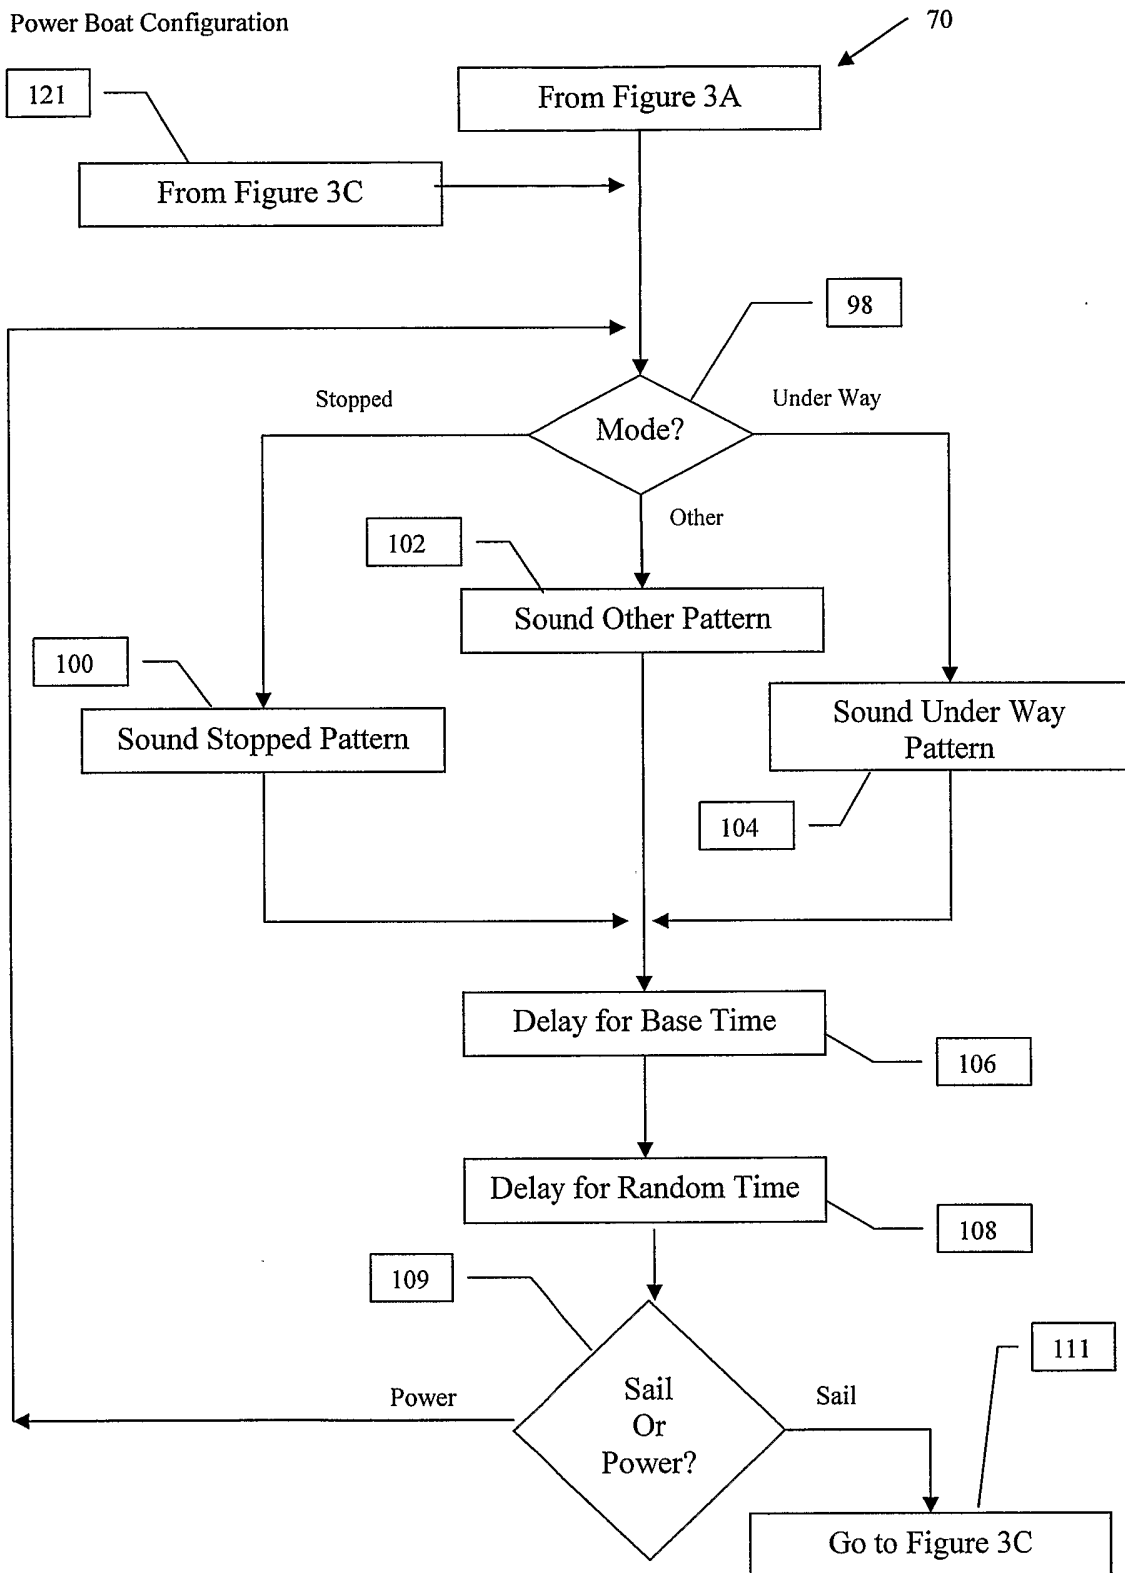 Power Boat Configuration
70
121
From Figure 3A
From Figure 3C
98
Stopped
Under Way
Mode?
Other
102
Sound Other Pattern
100
Sound Stopped Pattern
Sound Under Way
Pattern
104
Delay for Base Time
106
Delay for Random Time
108
109
111
Power
Sail
Sail
Or
Power?
Go to Figure 3C